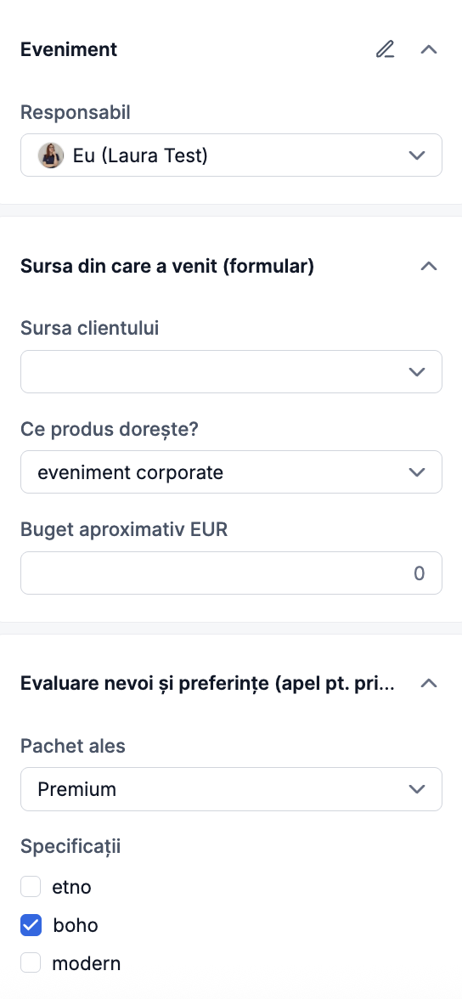 Eveniment
Responsabil
Eu (Laura Test)
Sursa din care a venit (formular)
Sursa clientului
Ce produs dorește?
eveniment corporate
Buget aproximativ EUR
0
Evaluare nevoi și preferințe (apel pt. pri...
Pachet ales
Premium
Specificații
etno
boho
modern